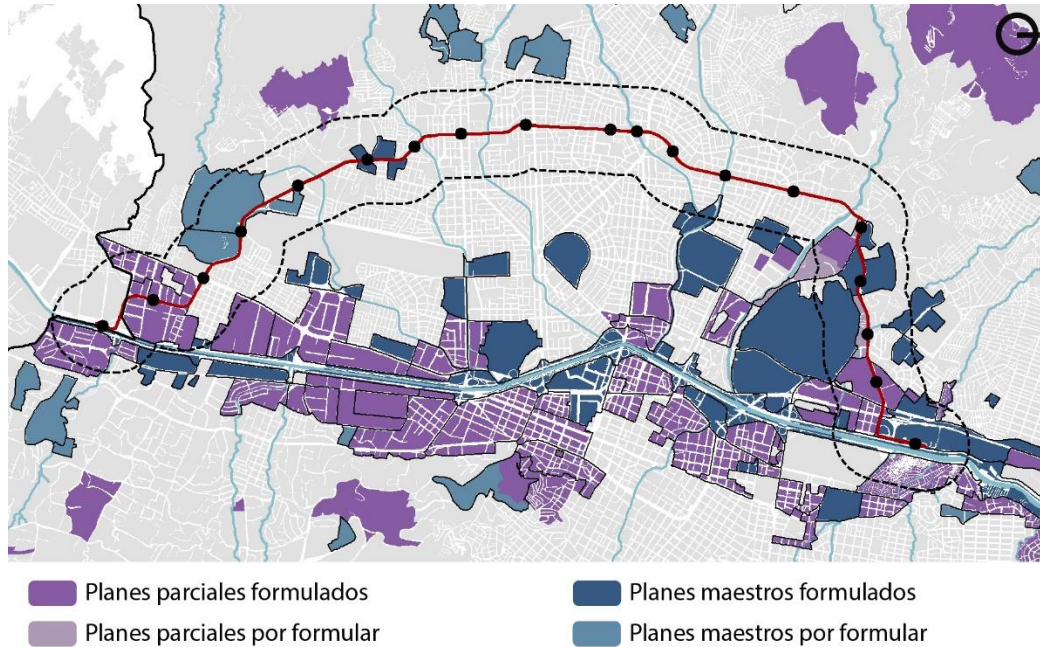 Planes parciales formulados
Planes maestros formulados
Planes parciales por formular
Planes maestros por formular